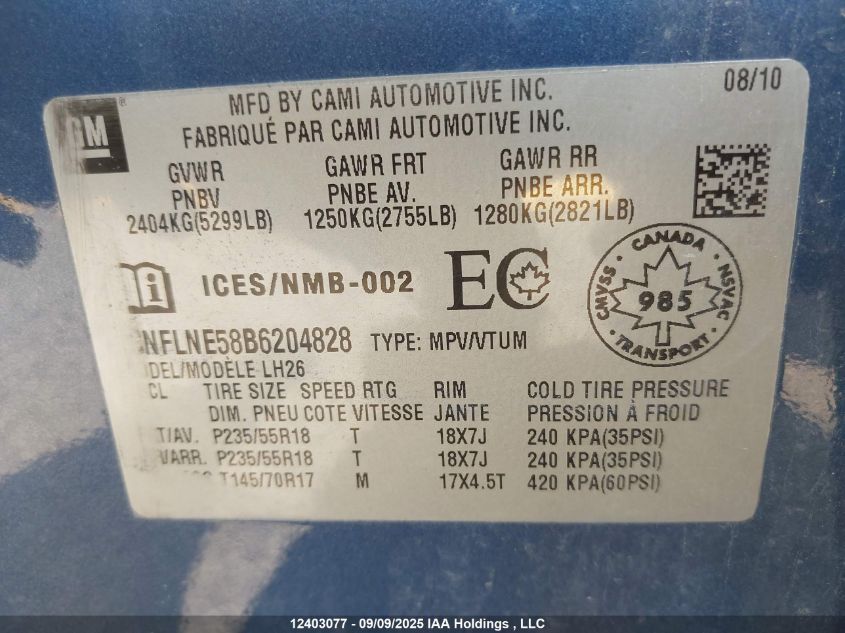 08/10
GM
MFD BY CAMI AUTOMOTIVE INC.
FABRIQUÉ PAR CAMI AUTOMOTIVE INC.
GVWR GAWR FRT GAWR RR
PNBV PNBE AV. PNBE ARR.
2404KG(5299LB) 1250KG(2755LB) 1280KG(2821LB)
ICES/NMB-002 EC
CANADA
CMVSS 985 NSVAC
TRANSPORT
NFLNE58B6204828 TYPE: MPV/VTUM
DEL/MODÈLE LH26
CL TIRE SIZE SPEED RTG RIM COLD TIRE PRESSURE
DIM. PNEU COTE VITESSE JANTE PRESSION À FROID
T/AV. P235/55R18 T 18X7J 240 KPA(35PSI)
/ARR. P235/55R18 T 18X7J 240 KPA(35PSI)
T145/70R17 M 17X4.5T 420 KPA(60PSI)
12403077 - 09/09/2025 IAA Holdings , LLC